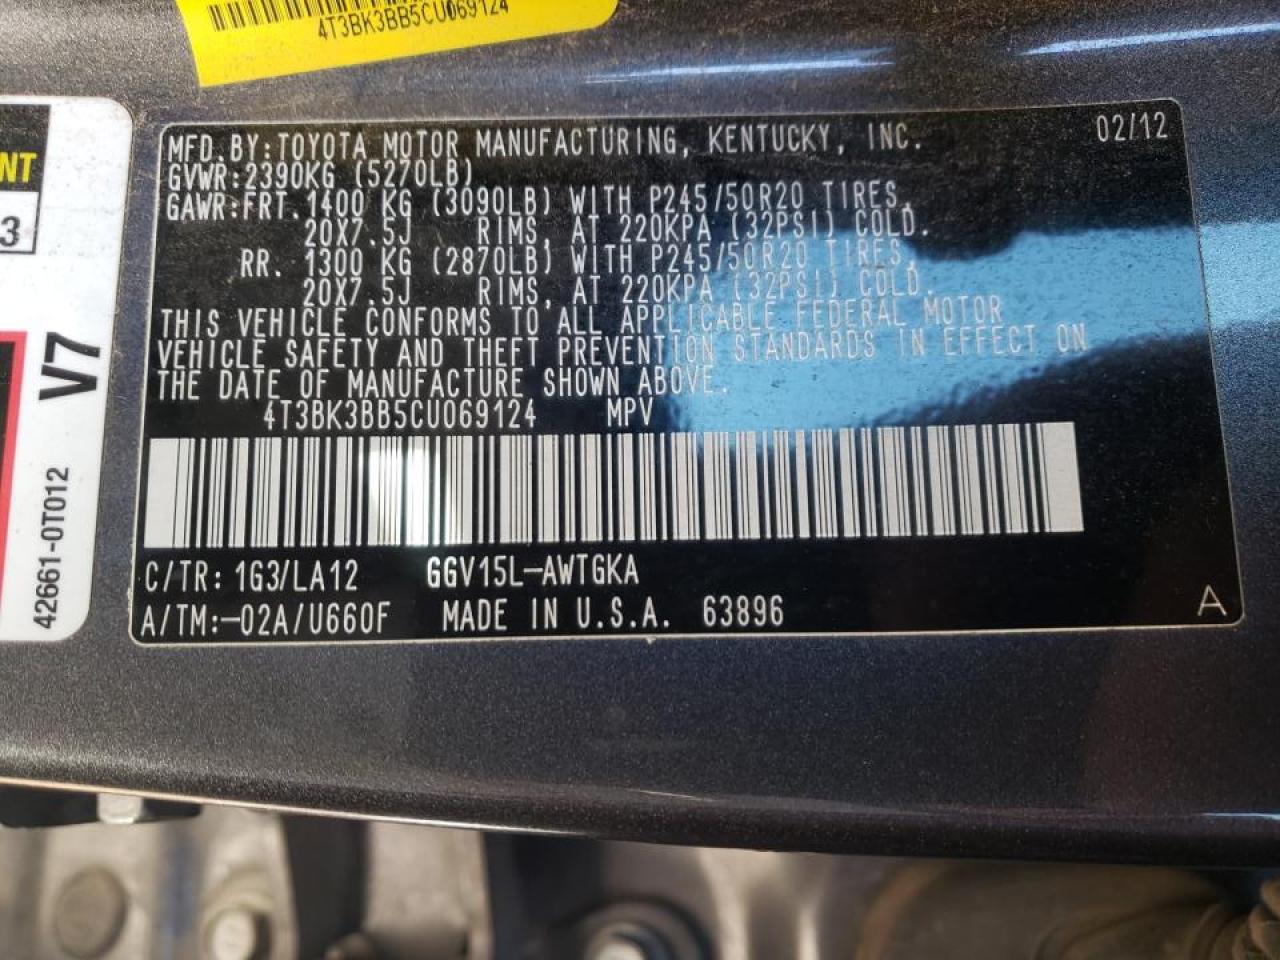 4T3BK3BB5CU069124
NT
3
V7
42661-0T012
MFD.BY:TOYOTA MOTOR MANUFACTURING, KENTUCKY, INC. 02/12
GVWR:2390KG (5270LB)
GAWR:FRT.1400 KG (3090LB) WITH P245/50R20 TIRES,
20X7.5J RIMS, AT 220KPA (32PSI) COLD.
RR. 1300 KG (2870LB) WITH P245/50R20 TIRES,
20X7.5J RIMS, AT 220KPA (32PSI) COLD.
THIS VEHICLE CONFORMS TO ALL APPLICABLE FEDERAL MOTOR
VEHICLE SAFETY AND THEFT PREVENTION STANDARDS IN EFFECT ON
THE DATE OF MANUFACTURE SHOWN ABOVE.
4T3BK3BB5CU069124 MPV
C/TR:1G3/LA12 GGV15L-AWTGKA
A/TM:-02A/U660F MADE IN U.S.A. 63896 A